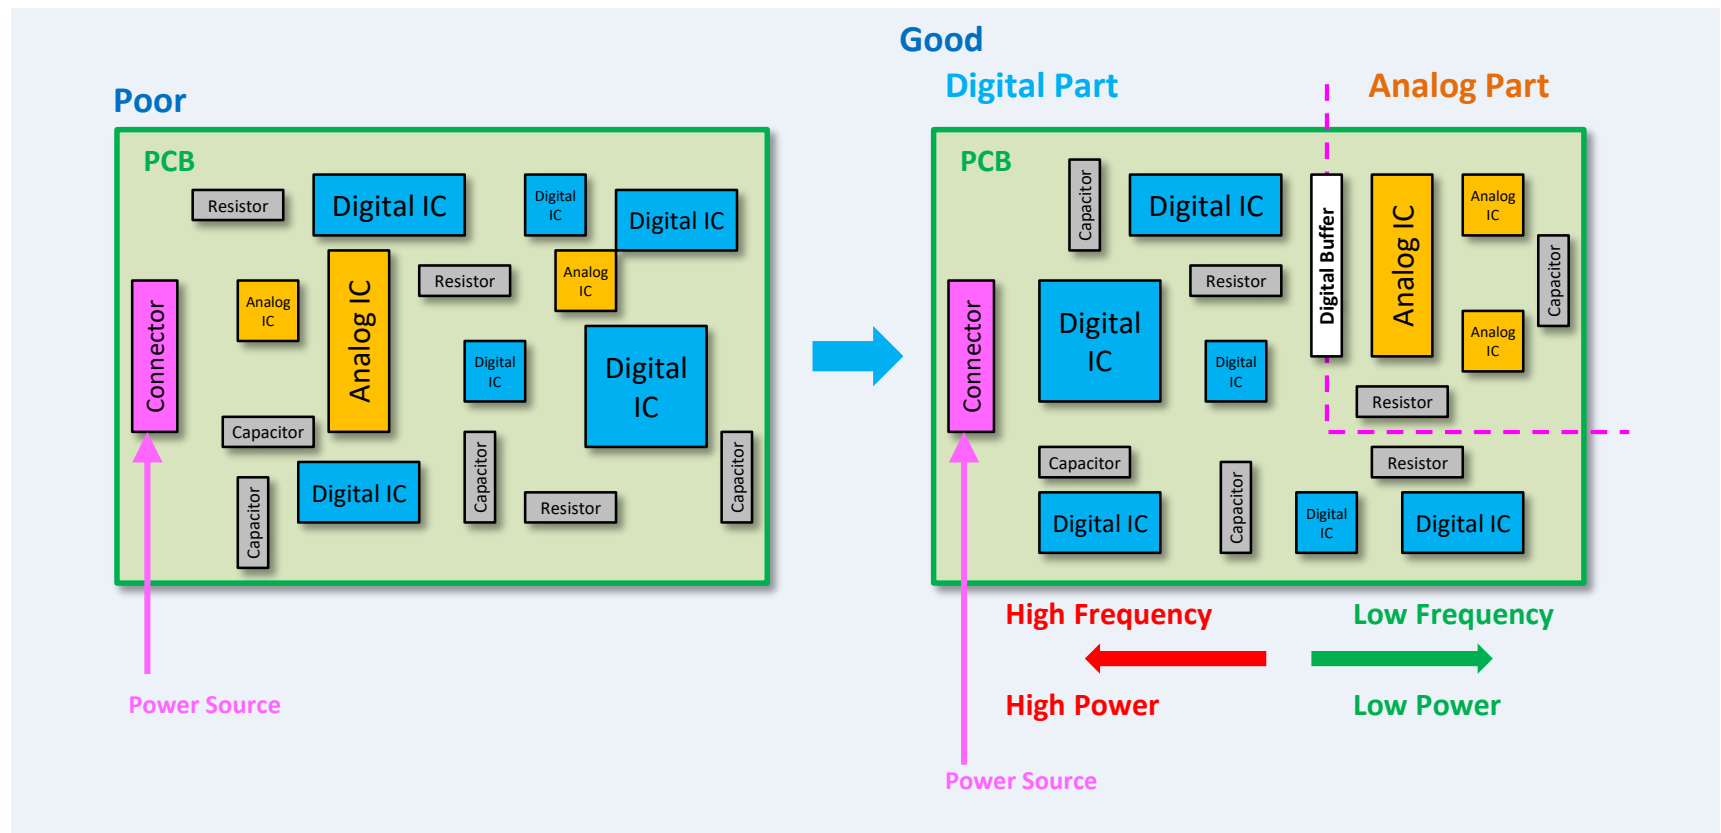 Good
Digital Part
Analog Part
Poor
PCB
Resistor
Digital IC
Digital
IC
Digital IC
Connector
Analog
IC
Analog IC
Resistor
Analog
IC
Digital
IC
Digital
IC
Capacitor
Capacitor
Digital IC
Capacitor
Resistor
Capacitor
Power Source
PCB
Capacitor
Digital IC
Digital Buffer
Analog IC
Analog
IC
Capacitor
Connector
Digital
IC
Resistor
Digital
IC
Analog
IC
Resistor
Capacitor
Resistor
Digital IC
Capacitor
Digital
IC
Digital IC
High Frequency
Low Frequency
High Power
Low Power
Power Source